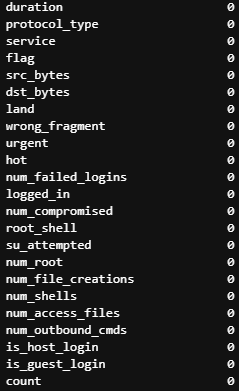 duration 0
protocol_type 0
service 0
flag 0
src_bytes 0
dst_bytes 0
land 0
wrong_fragment 0
urgent 0
hot 0
num_failed_logins 0
logged_in 0
num_compromised 0
root_shell 0
su_attempted 0
num_root 0
num_file_creations 0
num_shells 0
num_access_files 0
num_outbound_cmds 0
is_host_login 0
is_guest_login 0
count 0